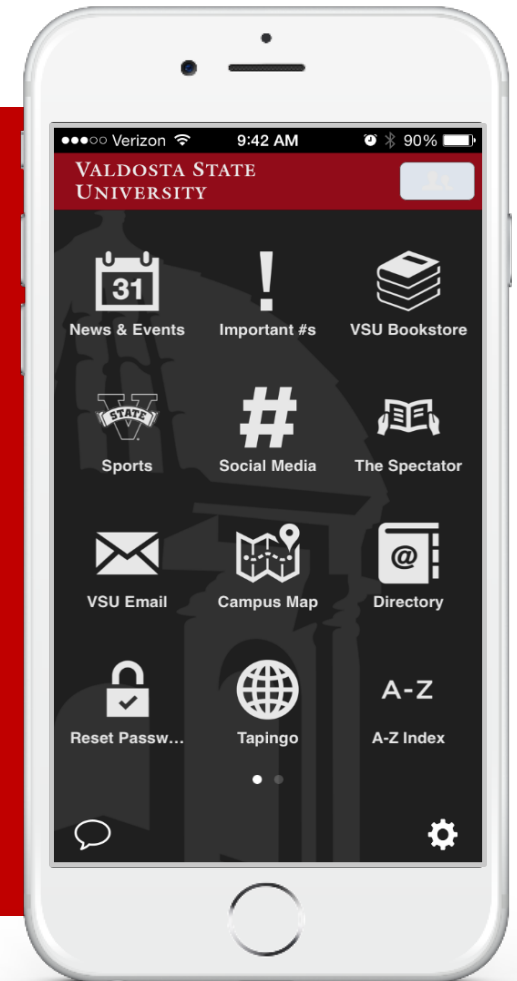 Verizon 9:42 AM 90%
VALDOSTA STATE
UNIVERSITY
31
News & Events Important #s VSU Bookstore
STATE #
Sports Social Media The Spectator
@
VSU Email Campus Map Directory
A-Z
Reset Passw... Tapingo A-Z Index